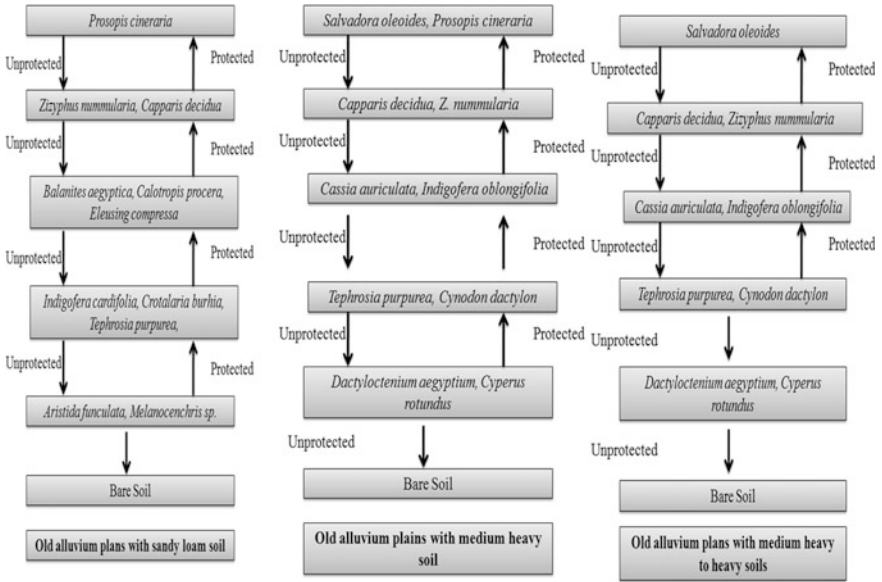 Prosopis cineraria
Unprotected
Protected
Zizyphus nummularia, Capparis decidua
Unprotected
Protected
Balanites aegyptica, Calotropis procera,
Eleusing compressa
Unprotected
Protected
Indigofera cardifolia, Crotalaria burhia,
Tephrosia purpurea,
Unprotected
Protected
Aristida funculata, Melanocenchris sp.
Bare Soil
Old alluvium plans with sandy loam soil
Salvadora oleoides, Prosopis cineraria
Unprotected
Protected
Capparis decidua, Z. nummularia
Unprotected
Protected
Cassia auriculata, Indigofera oblongifolia
Unprotected
Protected
Tephrosia purpurea, Cynodon dactylon
Unprotected
Protected
Dactyloctenium aegyptium, Cyperus
rotundus
Unprotected
Bare Soil
Old alluvium plains with medium heavy
soil
Salvadora oleoides
Unprotected
Protected
Capparis decidua, Zizyphus nummularia
Unprotected
Protected
Cassia auriculata, Indigofera oblongifolia
Unprotected
Protected
Tephrosia purpurea, Cynodon dactylon
Unprotected
Dactyloctenium aegyptium, Cyperus
rotundus
Unprotected
Bare Soil
Old alluvium plans with medium heavy
to heavy soils